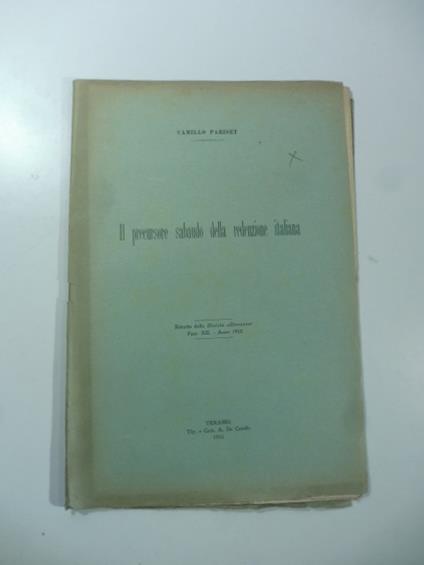 CAMILLO PARISET
Il precursore sabaudo della redenzione italiana
Estratto dalla Rivista Abruzzese
Fasc. XII. - Anno 1912
TERAMO
Tip. - Cart. A. De Carolis
1912